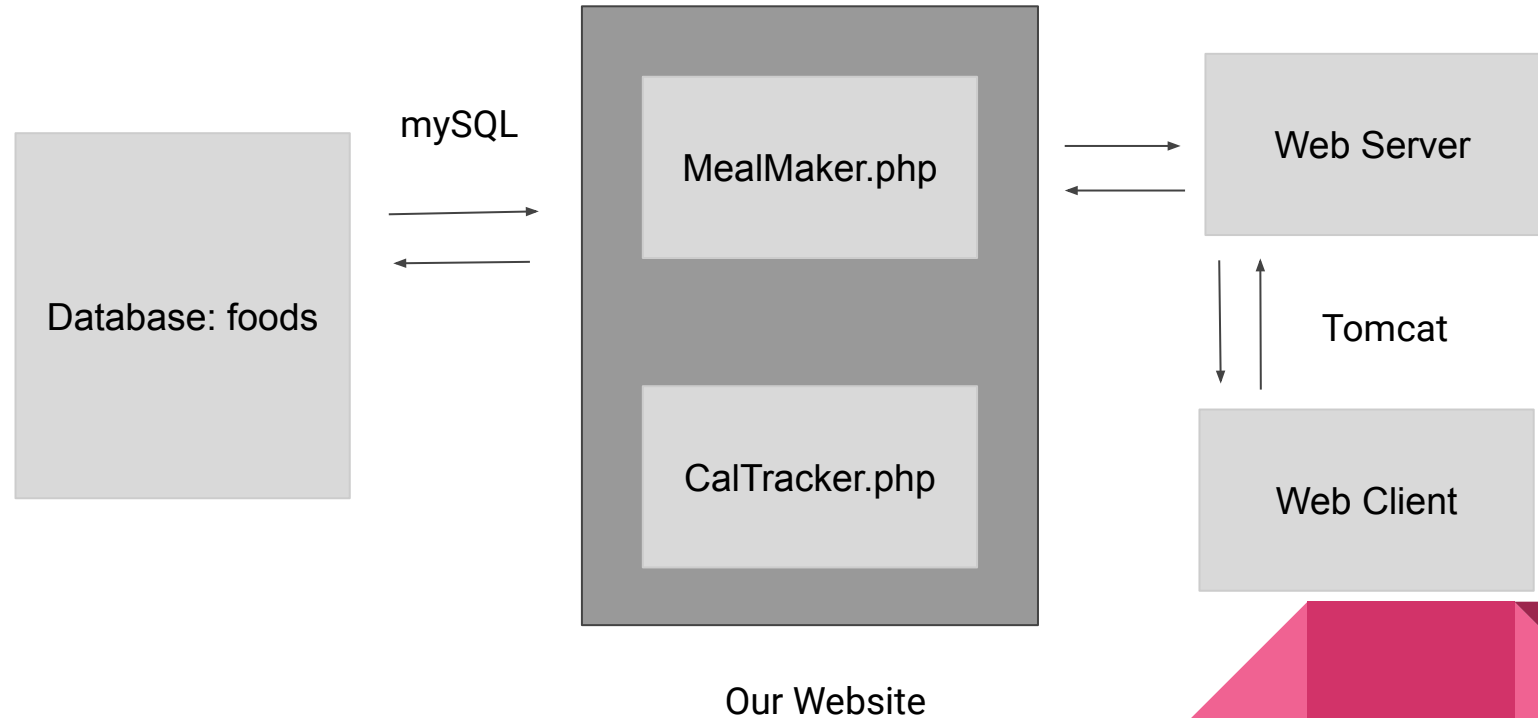 mySQL
Database: foods
MealMaker.php
CalTracker.php
Our Website
Web Server
Tomcat
Web Client